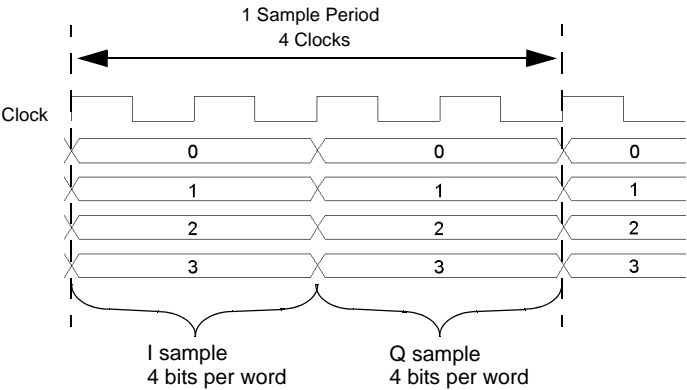 1 Sample Period
4 Clocks
Clock
0 0 0
1 1 1
2 2 2
3 3 3
I sample Q sample
4 bits per word 4 bits per word